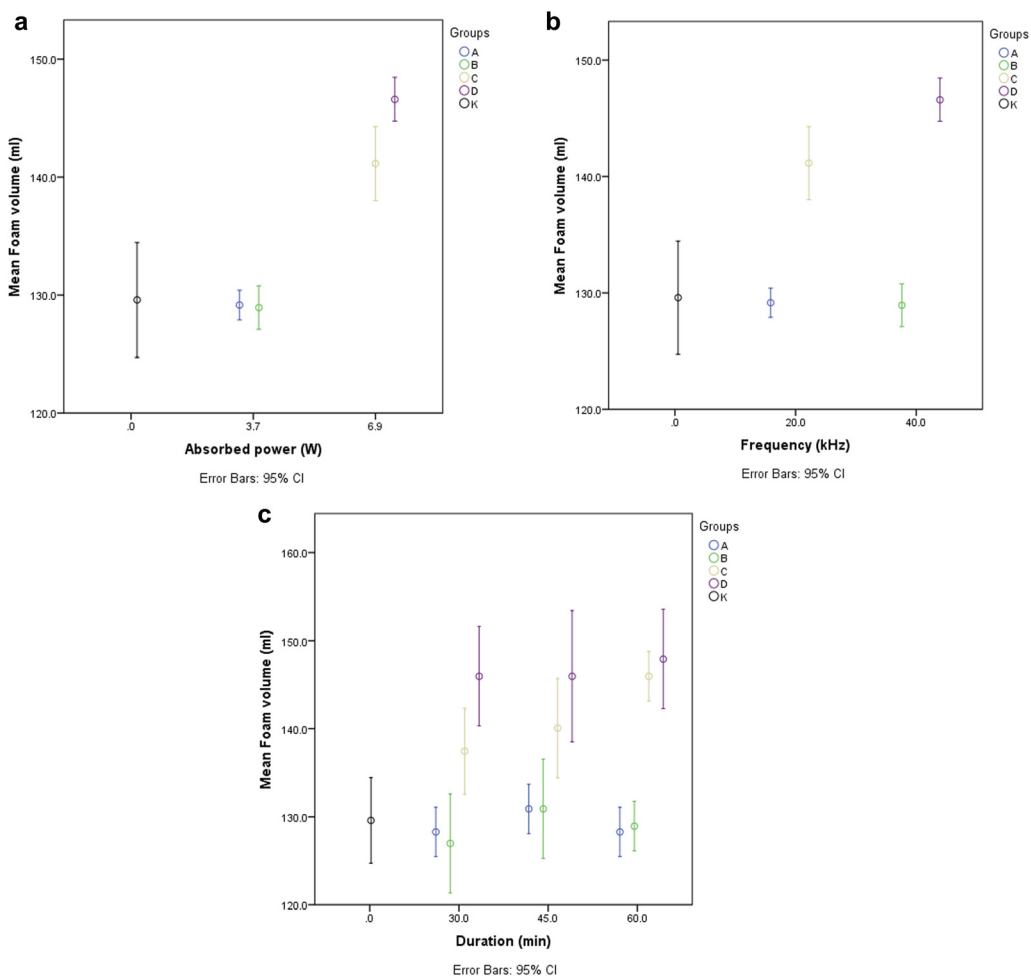 a
Groups
A
B
C
D
K
150.0
140.0
130.0
120.0
Mean Foam volume (ml)
.0
3.7
6.9
Absorbed power (W)
Error Bars: 95% CI
b
Groups
A
B
C
D
K
150.0
140.0
130.0
120.0
Mean Foam volume (ml)
.0
20.0
40.0
Frequency (kHz)
Error Bars: 95% CI
c
Groups
A
B
C
D
K
160.0
150.0
140.0
130.0
120.0
Mean Foam volume (ml)
.0
30.0
45.0
60.0
Duration (min)
Error Bars: 95% CI